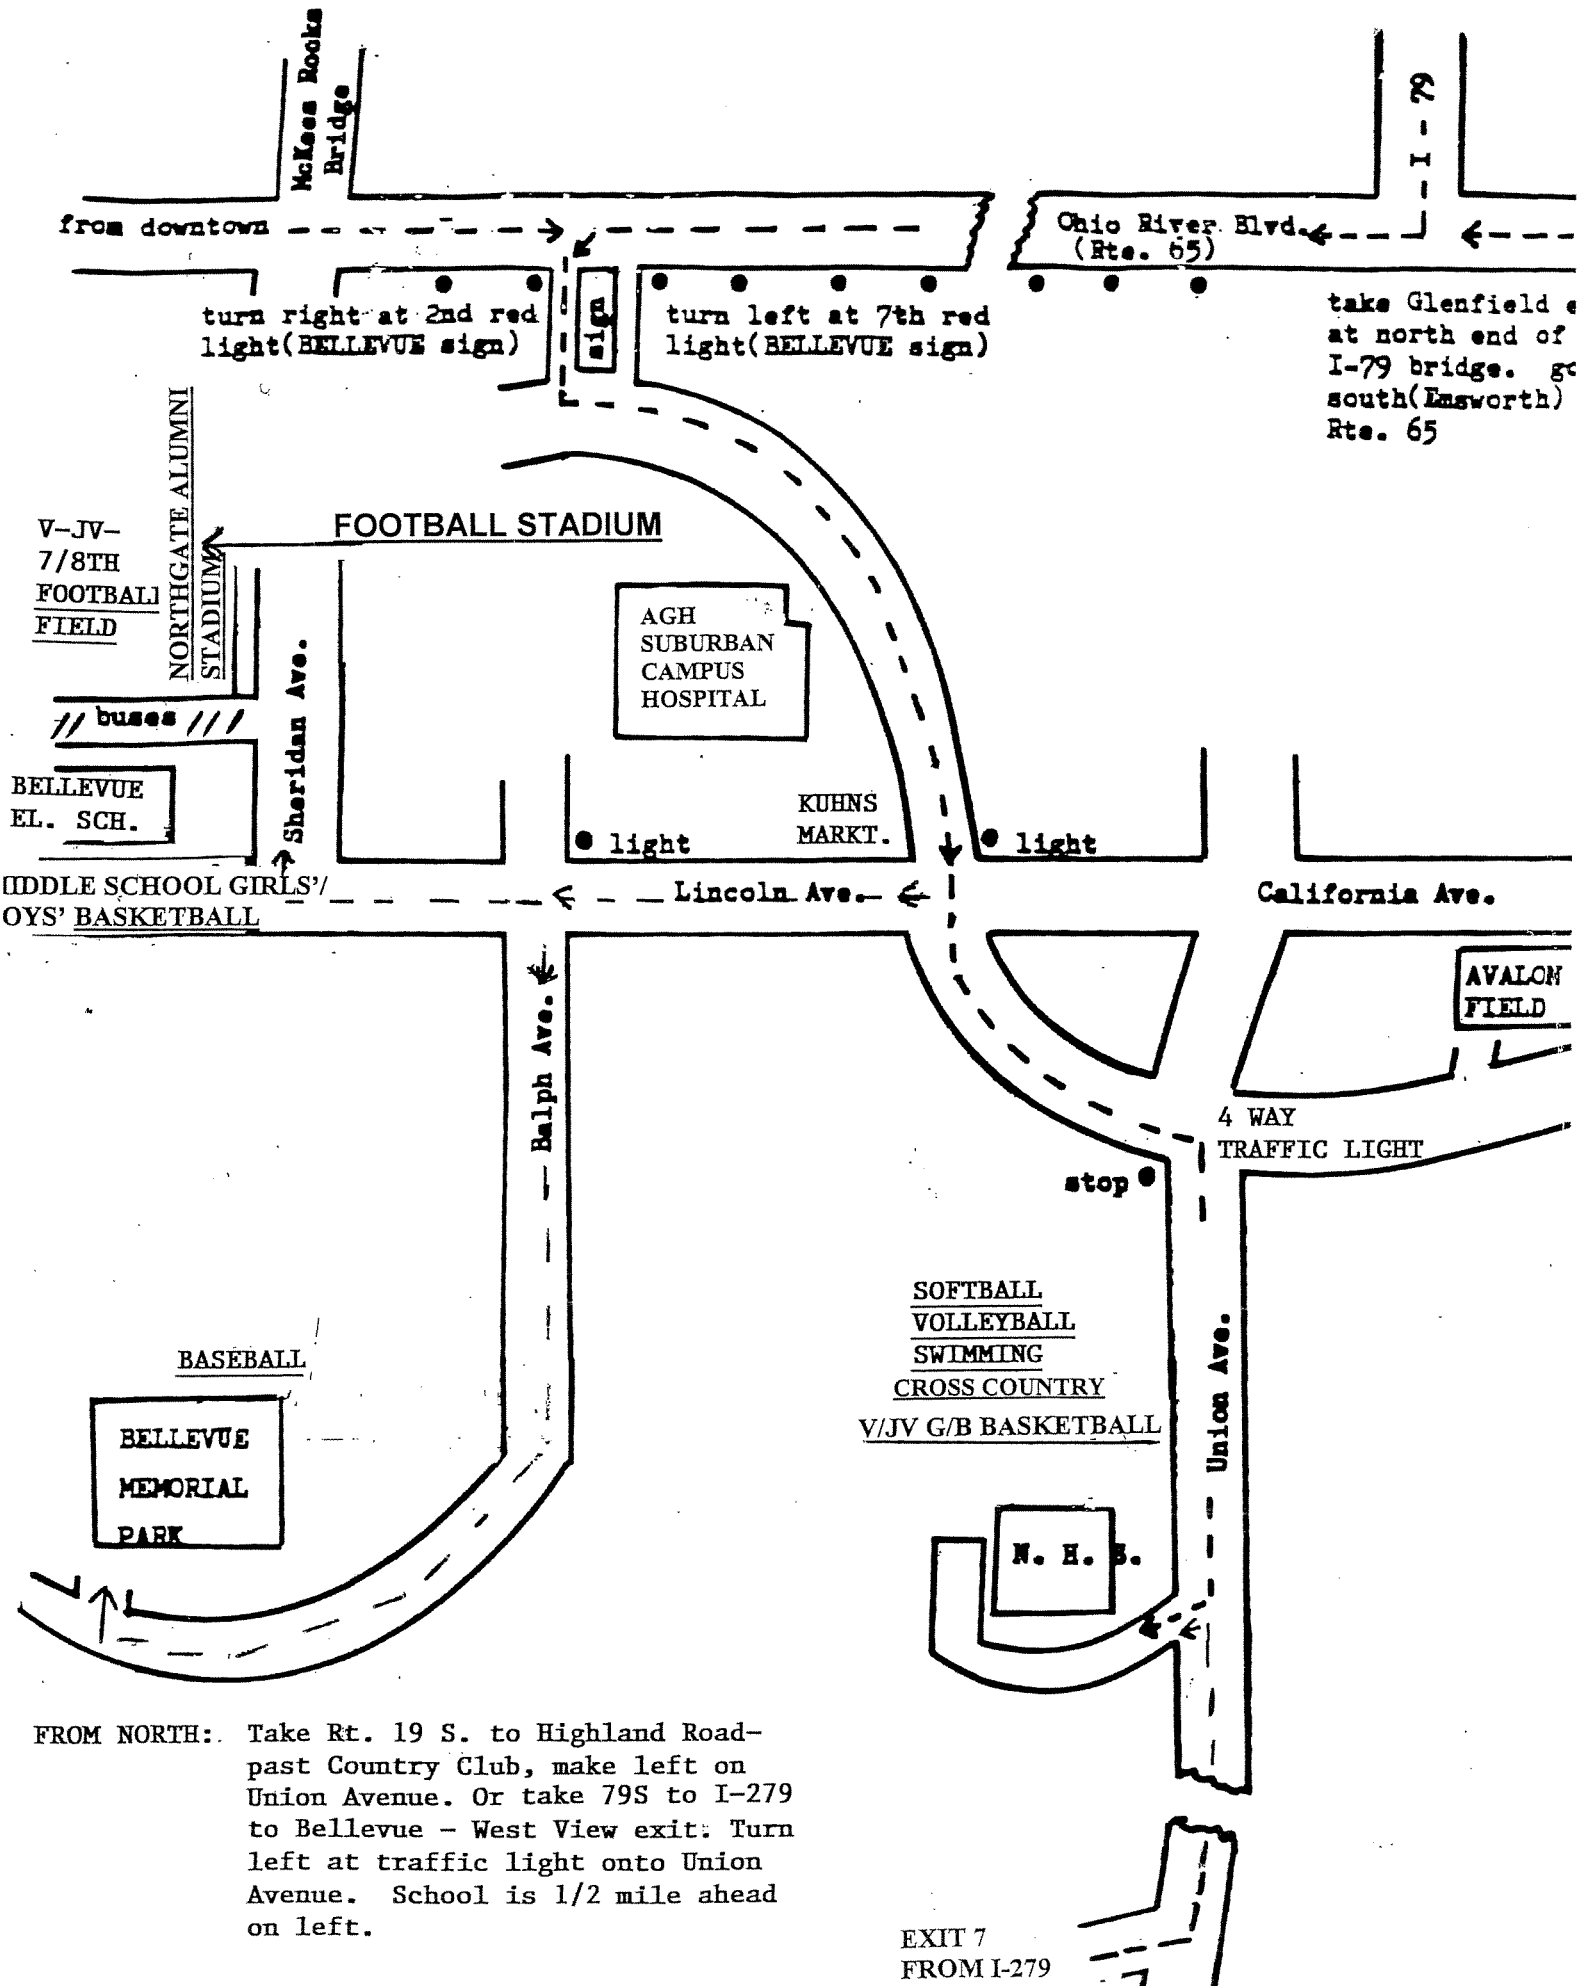 McKees Rocks
Bridge
I - 79
from downtown
Ohio River Blvd.
(Rte. 65)
turn right at 2nd red
light(BELLEVUE sign)
sign
turn left at 7th red
light(BELLEVUE sign)
take Glenfield e
at north end of
I-79 bridge. go
south(Emsworth)
Rte. 65
V-JV-
7/8TH
FOOTBALL
FIELD
NORTHGATE ALUMNI
STADIUM
FOOTBALL STADIUM
AGH
SUBURBAN
CAMPUS
HOSPITAL
buses
Sheridan Ave.
BELLEVUE
EL. SCH.
light
KUHNS
MARKT.
light
IDDLE SCHOOL GIRLS'/
OYS' BASKETBALL
Lincoln Ave.
California Ave.
AVALON
FIELD
Balph Ave.
4 WAY
TRAFFIC LIGHT
stop
SOFTBALL
VOLLEYBALL
SWIMMING
CROSS COUNTRY
V/JV G/B BASKETBALL
Union Ave.
BASEBALL
BELLEVUE
MEMORIAL
PARK
N. H. S.
FROM NORTH: Take Rt. 19 S. to Highland Road-
past Country Club, make left on
Union Avenue. Or take 79S to I-279
to Bellevue - West View exit. Turn
left at traffic light onto Union
Avenue. School is 1/2 mile ahead
on left.
EXIT 7
FROM I-279